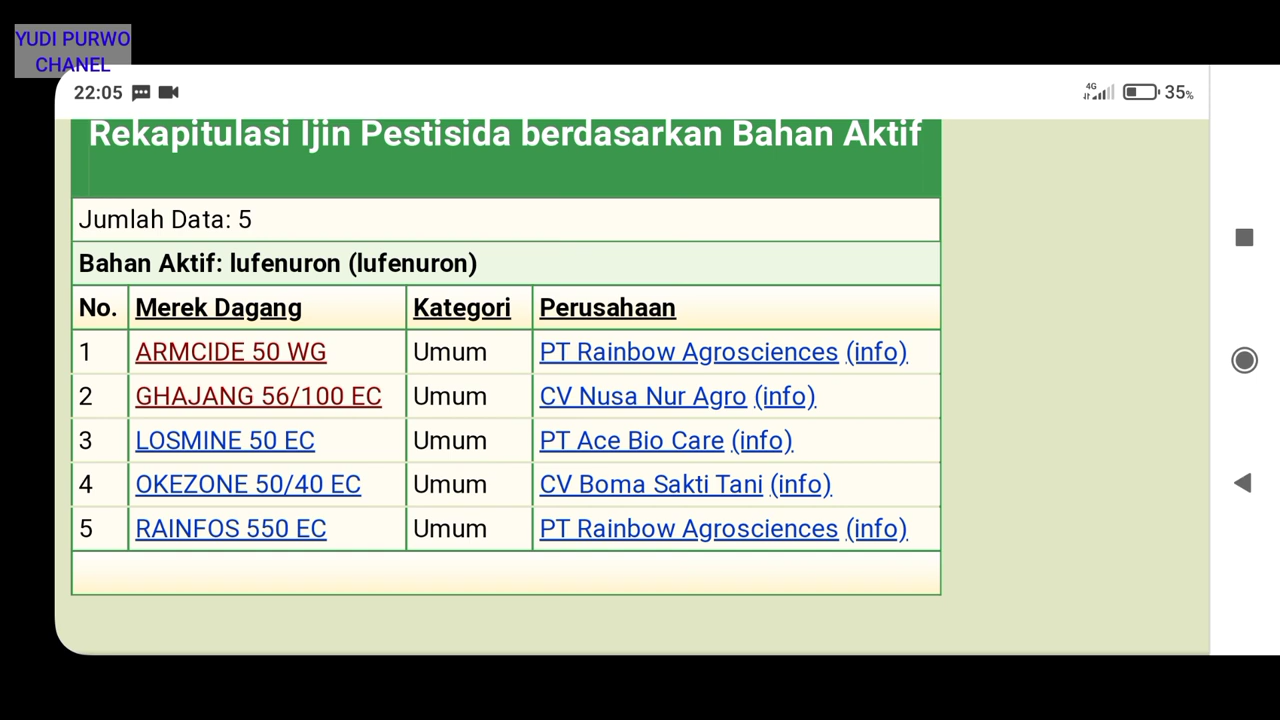 YUDI PURWO
CHANEL
22:05
4G
35%
Rekapitulasi Ijin Pestisida berdasarkan Bahan Aktif
Jumlah Data: 5
Bahan Aktif: lufenuron (lufenuron)
No. Merek Dagang Kategori Perusahaan
1 ARMCIDE 50 WG Umum PT Rainbow Agrosciences (info)
2 GHAJANG 56/100 EC Umum CV Nusa Nur Agro (info)
3 LOSMINE 50 EC Umum PT Ace Bio Care (info)
4 OKEZONE 50/40 EC Umum CV Boma Sakti Tani (info)
5 RAINFOS 550 EC Umum PT Rainbow Agrosciences (info)